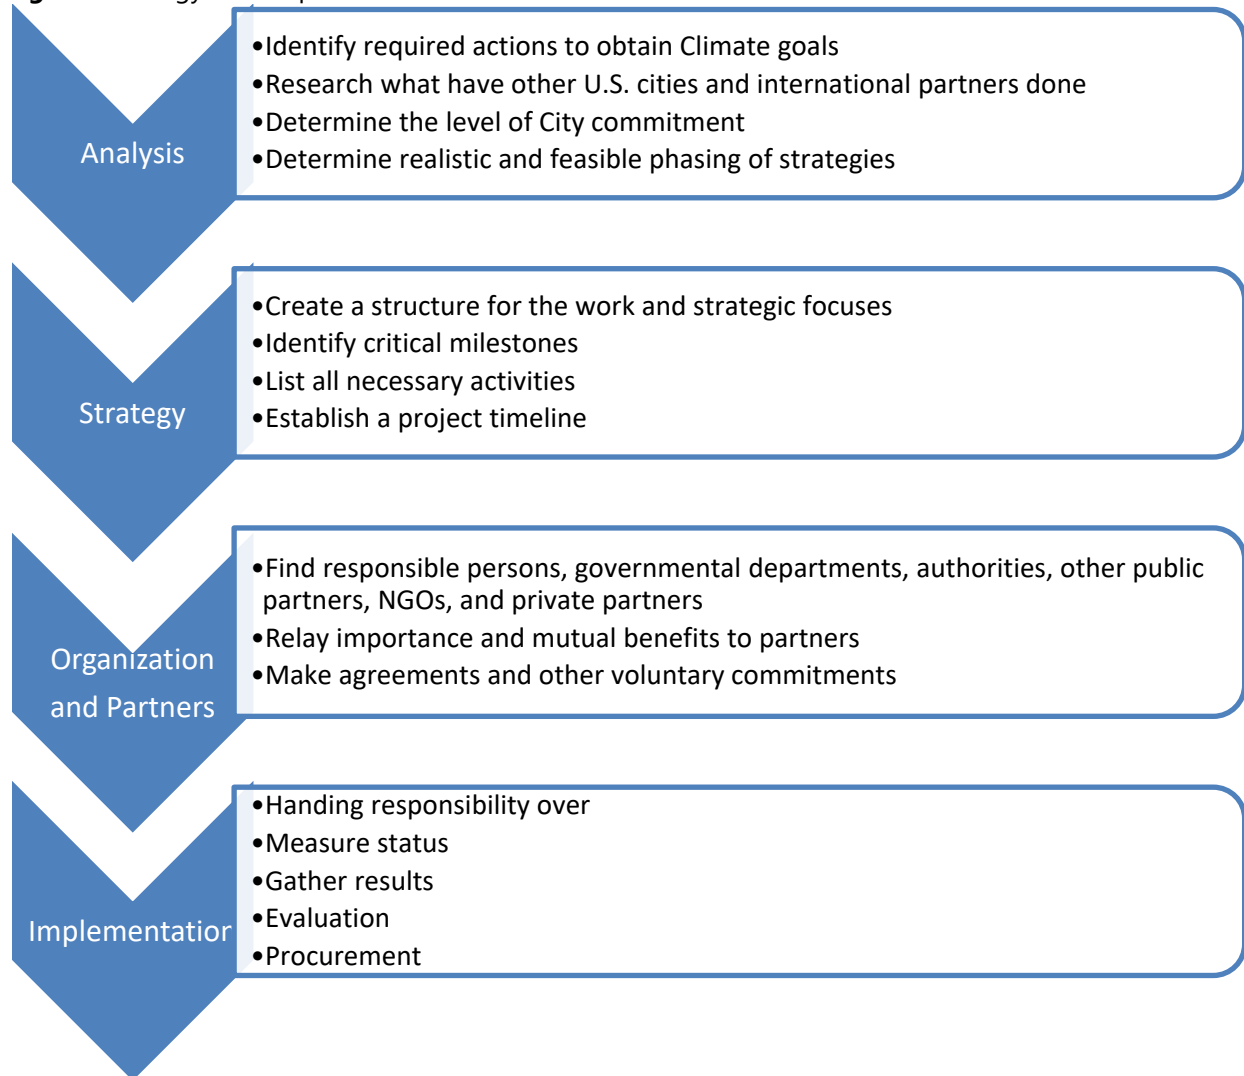 Analysis
•Identify required actions to obtain Climate goals
•Research what have other U.S. cities and international partners done
•Determine the level of City commitment
•Determine realistic and feasible phasing of strategies
Strategy
•Create a structure for the work and strategic focuses
•Identify critical milestones
•List all necessary activities
•Establish a project timeline
Organization
and Partners
•Find responsible persons, governmental departments, authorities, other public
partners, NGOs, and private partners
•Relay importance and mutual benefits to partners
•Make agreements and other voluntary commitments
Implementation
•Handing responsibility over
•Measure status
•Gather results
•Evaluation
•Procurement